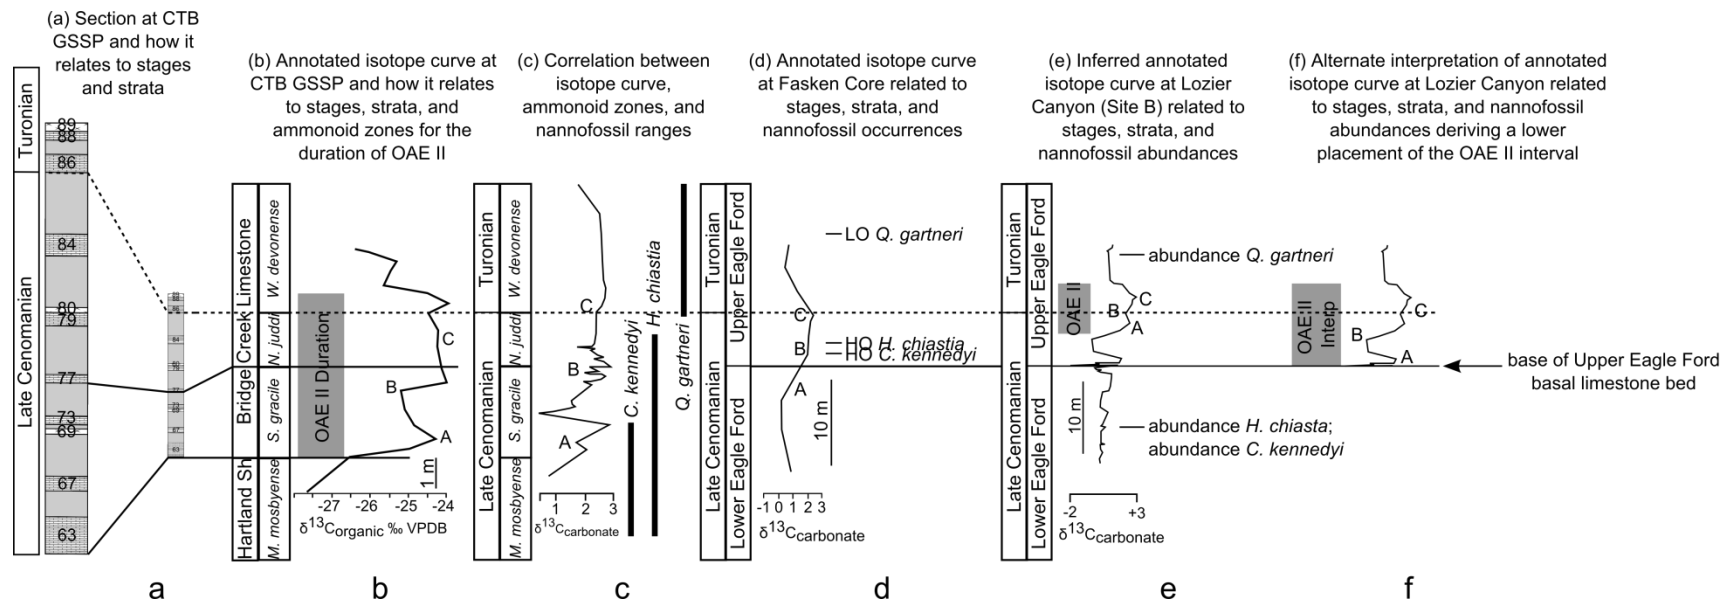 (a) Section at CTB
GSSP and how it
relates to stages
and strata
Turonian
Late Cenomanian
89
88
86
84
80
79
77
73
69
67
63
a
(b) Annotated isotope curve at
CTB GSSP and how it relates
to stages, strata, and
ammonoid zones for the
duration of OAE II
Hartland Sh
Bridge Creek Limestone
M. mosbyense
S. gracile
N. juddi
W. devonense
OAE II Duration
C
B
A
1 m
-27
-26
-25
-24
δ13Corganic ‰ VPDB
b
(c) Correlation between
isotope curve,
ammonoid zones, and
nannofossil ranges
Late Cenomanian
Turonian
M. mosbyense
S. gracile
N. juddi
W. devonense
C
B
A
C. kennedyi
H. chiastia
Q. gartneri
1 2 3
δ13Ccarbonate
c
(d) Annotated isotope curve
at Fasken Core related to
stages, strata, and
nannofossil occurrences
Late Cenomanian
Turonian
Lower Eagle Ford
Upper Eagle Ford
LO Q. gartneri
C
HO H. chiastia
B
HO C. kennedyi
A
10 m
-1 0 1 2 3
δ13Ccarbonate
d
(e) Inferred annotated
isotope curve at Lozier
Canyon (Site B) related to
stages, strata, and
nannofossil abundances
Late Cenomanian
Turonian
Lower Eagle Ford
Upper Eagle Ford
OAE II
abundance Q. gartneri
C
B
A
10 m
abundance H. chiasta;
abundance C. kennedyi
-2 +3
δ13Ccarbonate
e
(f) Alternate interpretation of annotated
isotope curve at Lozier Canyon related
to stages, strata, and nannofossil
abundances deriving a lower
placement of the OAE II interval
OAE II
Interp
C
B
A
base of Upper Eagle Ford
basal limestone bed
f